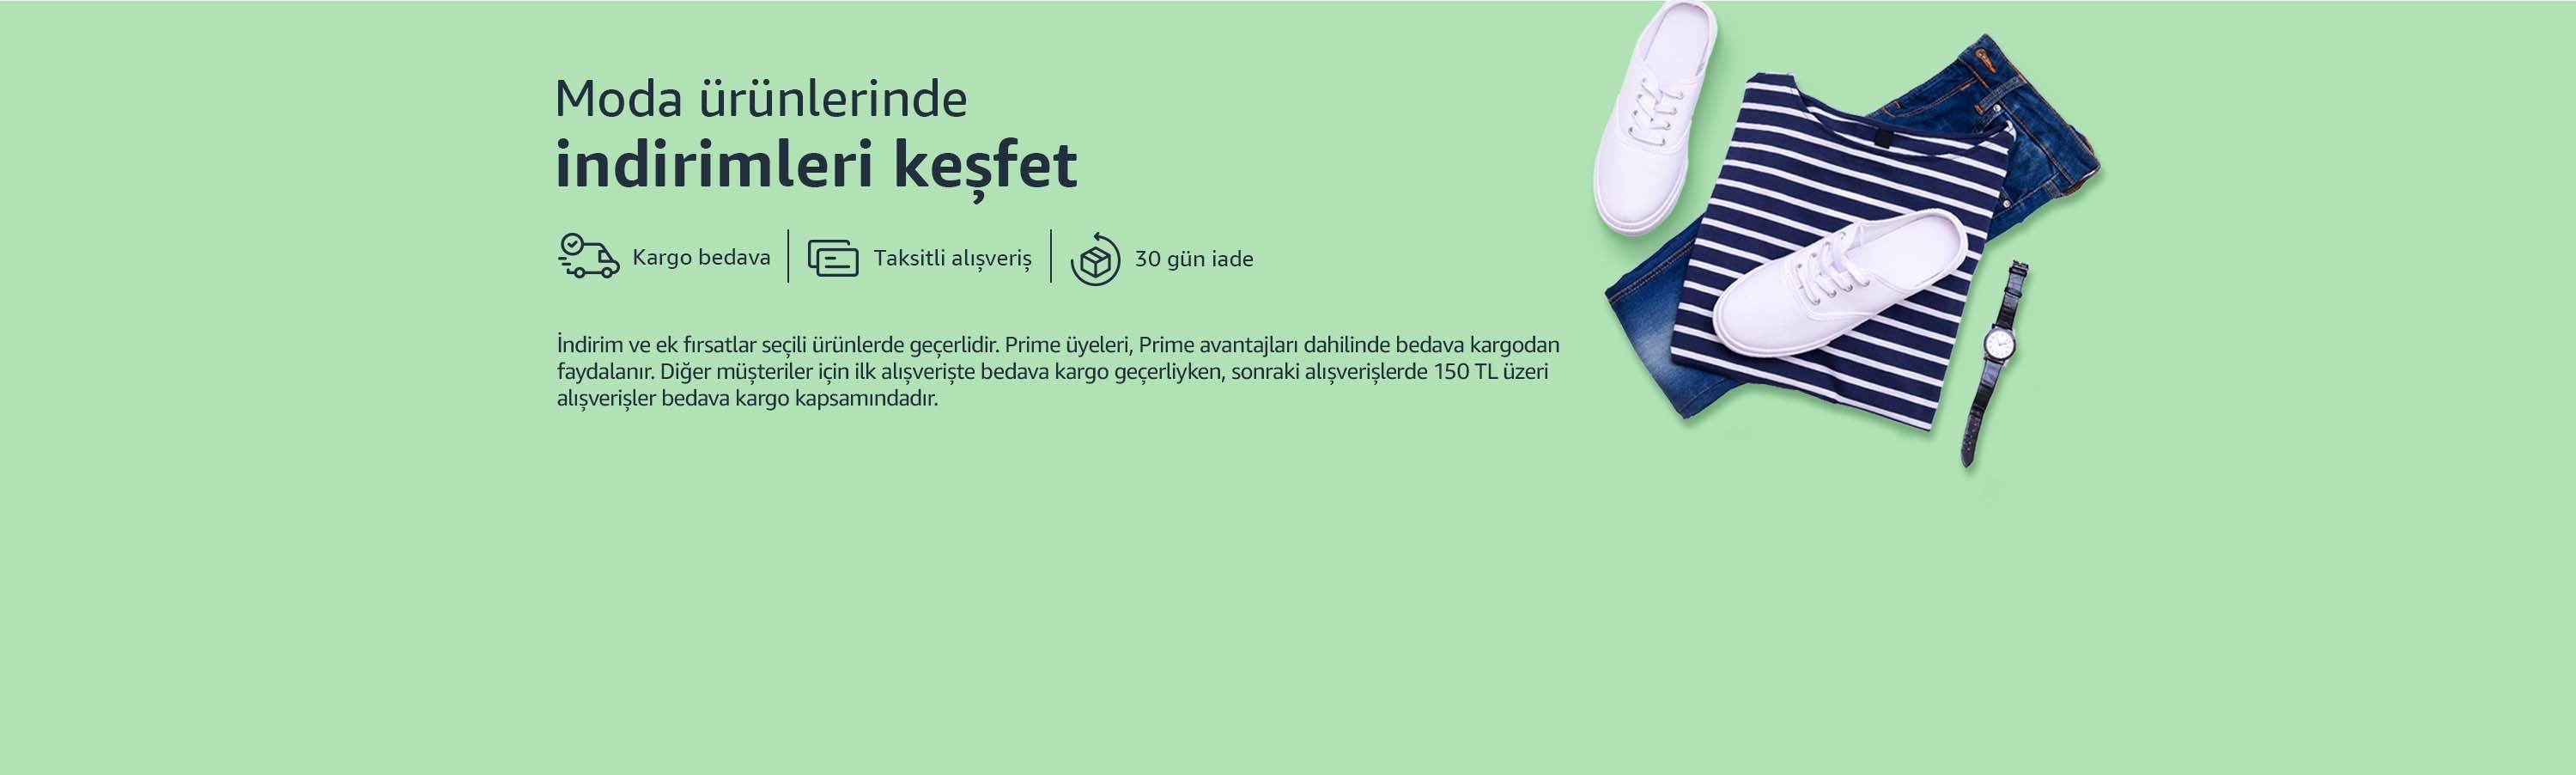 Moda ürünlerinde
indirimleri keşfet
Kargo bedava
Taksitli alışveriş
30 gün iade
İndirim ve ek fırsatlar seçili ürünlerde geçerlidir. Prime üyeleri, Prime avantajları dahilinde bedava kargodan
faydalanır. Diğer müşteriler için ilk alışverişte bedava kargo geçerliyken, sonraki alışverişlerde 150 TL üzeri
alışverişler bedava kargo kapsamındadır.